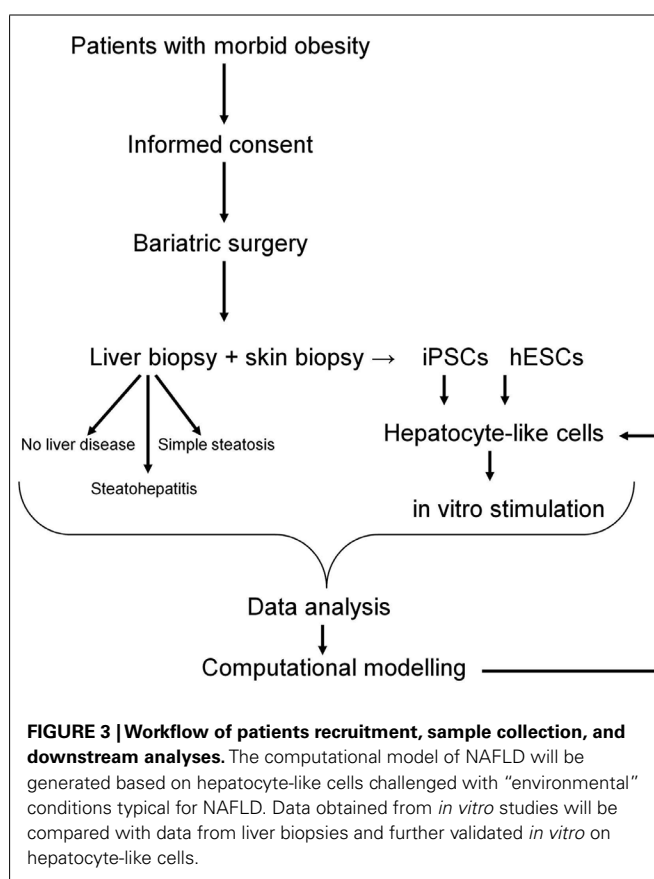 Patients with morbid obesity
Informed consent
Bariatric surgery
Liver biopsy + skin biopsy → iPSCs hESCs
No liver disease Simple steatosis
Steatohepatitis
Hepatocyte-like cells
in vitro stimulation
Data analysis
Computational modelling
FIGURE 3 | Workflow of patients recruitment, sample collection, and
downstream analyses. The computational model of NAFLD will be
generated based on hepatocyte-like cells challenged with “environmental”
conditions typical for NAFLD. Data obtained from in vitro studies will be
compared with data from liver biopsies and further validated in vitro on
hepatocyte-like cells.